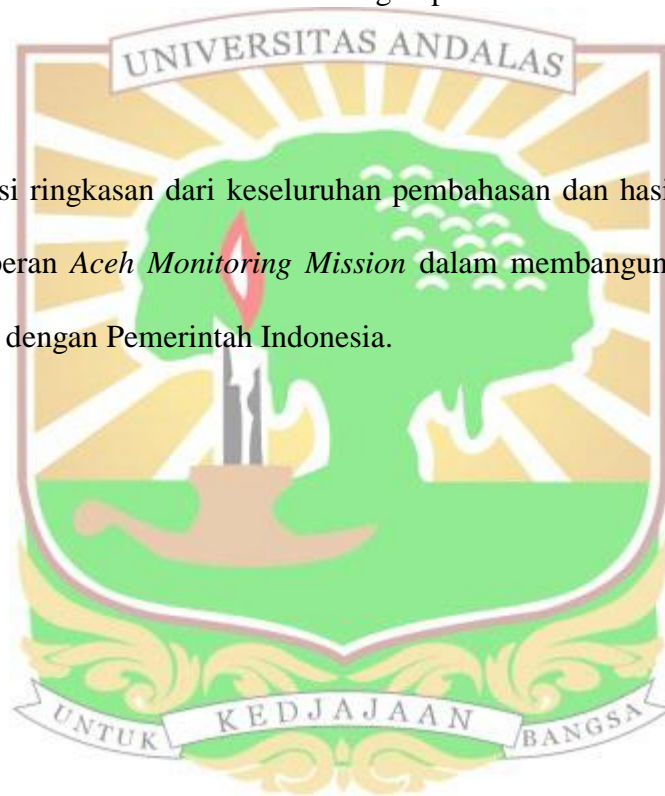 UNIVERSITAS ANDALAS
si ringkasan dari keseluruhan pembahasan dan hasi
peran Aceh Monitoring Mission dalam membangun
dengan Pemerintah Indonesia.
UNTUK KEDJAJAAN BANGSA